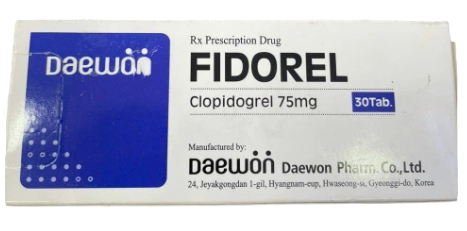 Daewon
Rx Prescription Drug
FIDOREL
Clopidogrel 75mg
30Tab.
Manufactured by:
Daewon Daewon Pharm.Co.,Ltd.
24, Jeyakgongdan 1-gil, Hyangnam-eup, Hwaseong-si, Gyeonggi-do, Korea